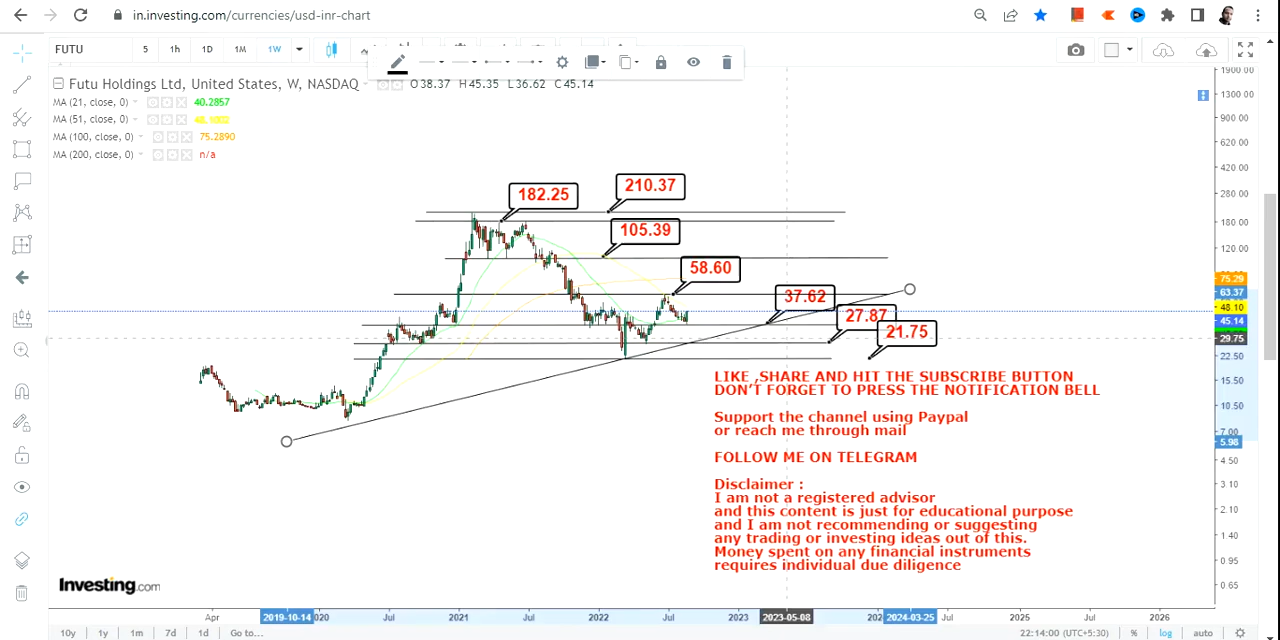 in.investing.com/currencies/usd-inr-chart
FUTU 5 1h 1D 1M 1W
Futu Holdings Ltd, United States, W, NASDAQ O38.37 H45.35 L36.62 C45.14
MA (21, close, 0) 40.2857
MA (51, close, 0)
MA (100, close, 0) 75.2890
MA (200, close, 0) n/a
182.25
210.37
105.39
58.60
37.62
27.87
21.75
1900.00
1300.00
900.00
620.00
420.00
280.00
180.00
120.00
75.29
63.37
48.10
45.14
29.75
22.50
15.50
10.50
7.00
5.98
4.50
3.10
2.10
1.40
0.95
0.65
LIKE ,SHARE AND HIT THE SUBSCRIBE BUTTON
DON'T FORGET TO PRESS THE NOTIFICATION BELL
Support the channel using Paypal
or reach me through mail
FOLLOW ME ON TELEGRAM
Disclaimer :
I am not a registered advisor
and this content is just for educational purpose
and I am not recommending or suggesting
any trading or investing ideas out of this.
Money spent on any financial instruments
requires individual due diligence
Investing.com
Apr 2019-10-14 020 Jul 2021 Jul 2022 Jul 2023 2023-05-08 202 2024-03-25 Jul 2025 2026
10y 1y 1m 7d 1d Go to... 22:14:00 (UTC+5:30) % log auto